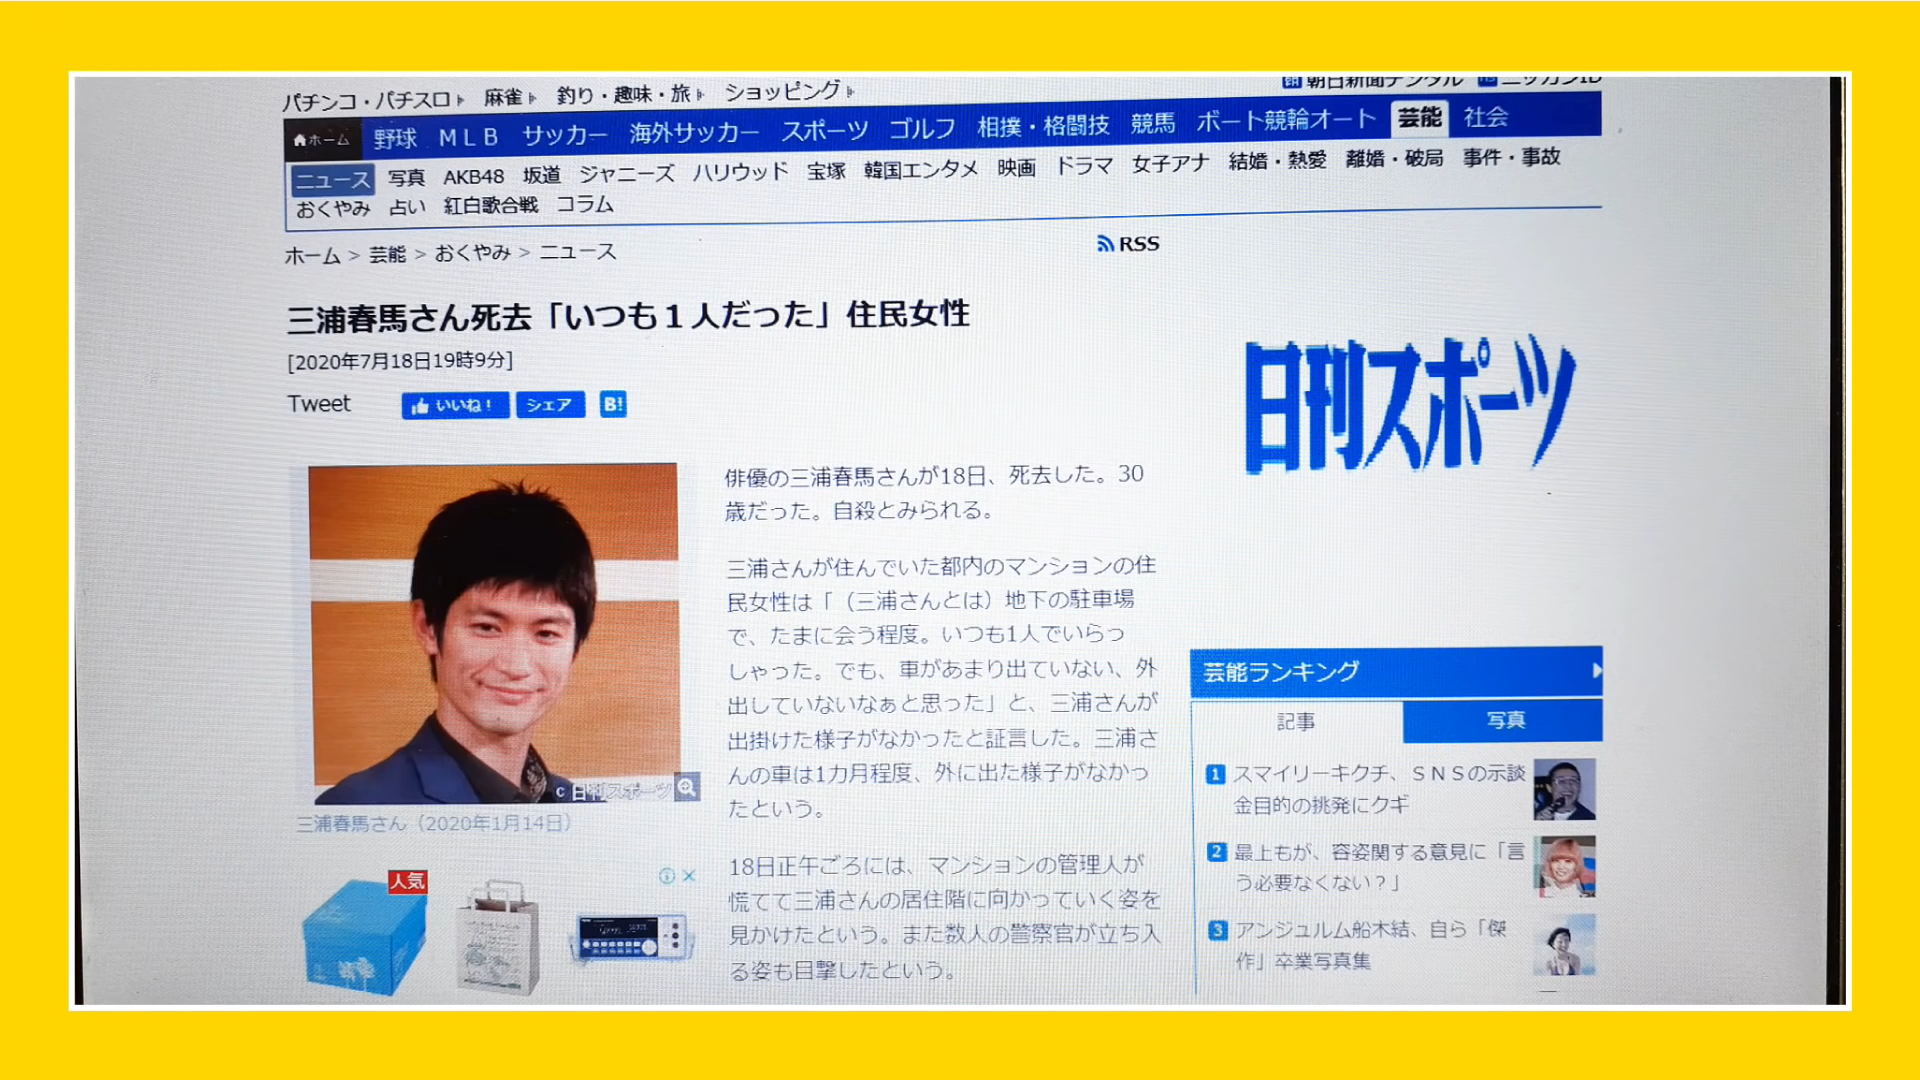 パチンコ・パチスロ 麻雀 釣り・趣味・旅 ショッピング
朝日新聞デジタル ニッカンID
ホーム 野球 ＭＬＢ サッカー 海外サッカー スポーツ ゴルフ 相撲・格闘技 競馬 ボート競輪オート 芸能 社会
ニュース 写真 AKB48 坂道 ジャニーズ ハリウッド 宝塚 韓国エンタメ 映画 ドラマ 女子アナ 結婚・熱愛 離婚・破局 事件・事故
おくやみ 占い 紅白歌合戦 コラム
ホーム > 芸能 > おくやみ > ニュース
RSS
三浦春馬さん死去「いつも１人だった」住民女性
[2020年7月18日19時9分]
Tweet いいね！ シェア B!
日刊スポーツ
c 日刊スポーツ
三浦春馬さん（2020年1月14日）
人気
俳優の三浦春馬さんが18日、死去した。30
歳だった。自殺とみられる。
三浦さんが住んでいた都内のマンションの住
民女性は「（三浦さんとは）地下の駐車場
で、たまに会う程度。いつも1人でいらっ
しゃった。でも、車があまり出ていない、外
出していないなぁと思った」と、三浦さんが
出掛けた様子がなかったと証言した。三浦さ
んの車は1カ月程度、外に出た様子がなかっ
たという。
18日正午ごろには、マンションの管理人が
慌てて三浦さんの居住階に向かっていく姿を
見かけたという。また数人の警察官が立ち入
る姿も目撃したという。
芸能ランキング
記事 写真
1 スマイリーキクチ、ＳＮＳの示談
金目的の挑発にクギ
2 最上もが、容姿関する意見に「言
う必要なくない？」
3 アンジュルム船木結、自ら「傑
作」卒業写真集